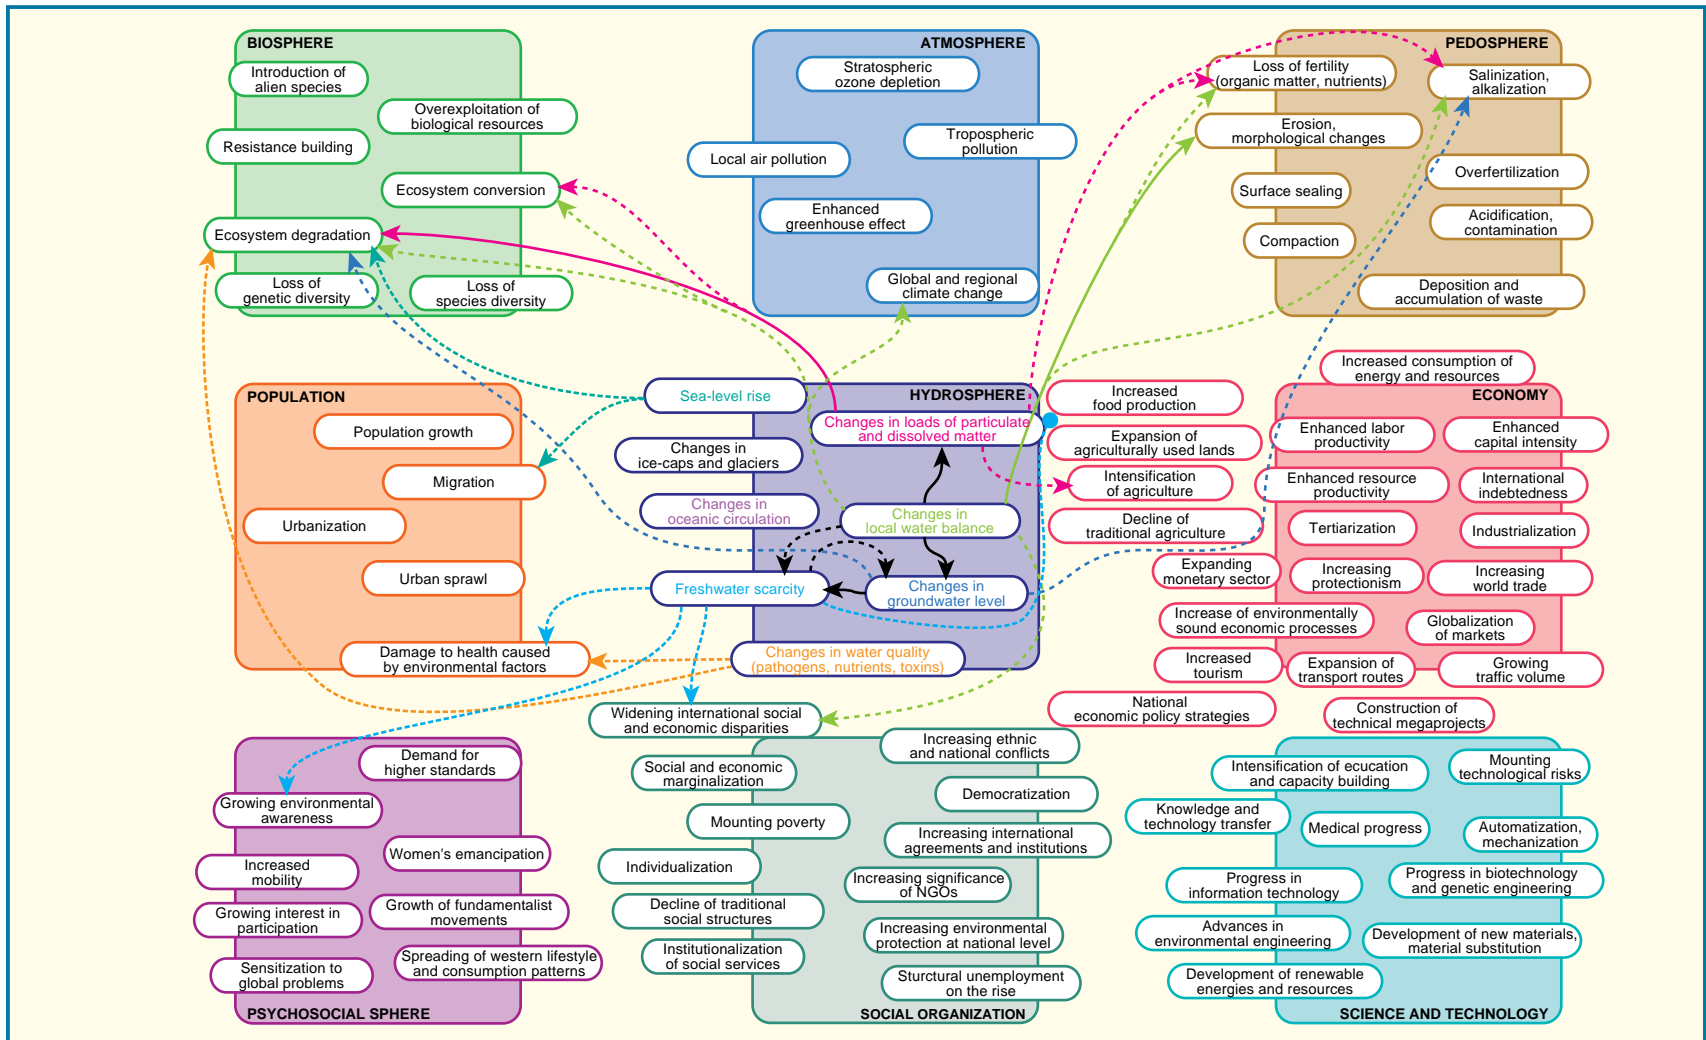 BIOSPHERE
Introduction of
alien species
Overexploitation of
biological resources
Resistance building
Ecosystem conversion
Ecosystem degradation
Loss of
genetic diversity
Loss of
species diversity
ATMOSPHERE
Stratospheric
ozone depletion
Tropospheric
pollution
Local air pollution
Enhanced
greenhouse effect
Global and regional
climate change
PEDOSPHERE
Loss of fertility
(organic matter, nutrients)
Salinization,
alkalization
Erosion,
morphological changes
Overfertilization
Surface sealing
Acidification,
contamination
Compaction
Deposition and
accumulation of waste
POPULATION
Population growth
Migration
Urbanization
Urban sprawl
Damage to health caused
by environmental factors
HYDROSPHERE
Sea-level rise
Changes in loads of particulate
and dissolved matter
Changes in
ice-caps and glaciers
Changes in
oceanic circulation
Changes in
local water balance
Freshwater scarcity
Changes in
groundwater level
Changes in water quality
(pathogens, nutrients, toxins)
ECONOMY
Increased consumption of
energy and resources
Increased
food production
Enhanced labor
productivity
Enhanced
capital intensity
Expansion of
agriculturally used lands
Intensification
of agriculture
Enhanced resource
productivity
International
indebtedness
Decline of
traditional agriculture
Tertiarization
Industrialization
Expanding
monetary sector
Increasing
protectionism
Increasing
world trade
Increase of environmentally
sound economic processes
Globalization
of markets
Increased
tourism
Expansion of
transport routes
Growing
traffic volume
National
economic policy strategies
Construction of
technical megaprojects
PSYCHOSOCIAL SPHERE
Demand for
higher standards
Growing environmental
awareness
Women's emancipation
Increased
mobility
Growth of fundamentalist
movements
Growing interest in
participation
Spreading of western lifestyle
and consumption patterns
Sensitization to
global problems
SOCIAL ORGANIZATION
Widening international social
and economic disparities
Increasing ethnic
and national conflicts
Social and economic
marginalization
Democratization
Mounting poverty
Increasing international
agreements and institutions
Individualization
Increasing significance
of NGOs
Decline of traditional
social structures
Increasing environmental
protection at national level
Institutionalization
of social services
Sturctural unemployment
on the rise
SCIENCE AND TECHNOLOGY
Intensification of ecucation
and capacity building
Mounting
technological risks
Knowledge and
technology transfer
Medical progress
Automatization,
mechanization
Progress in
information technology
Progress in biotechnology
and genetic engineering
Advances in
environmental engineering
Development of new materials,
material substitution
Development of renewable
energies and resources